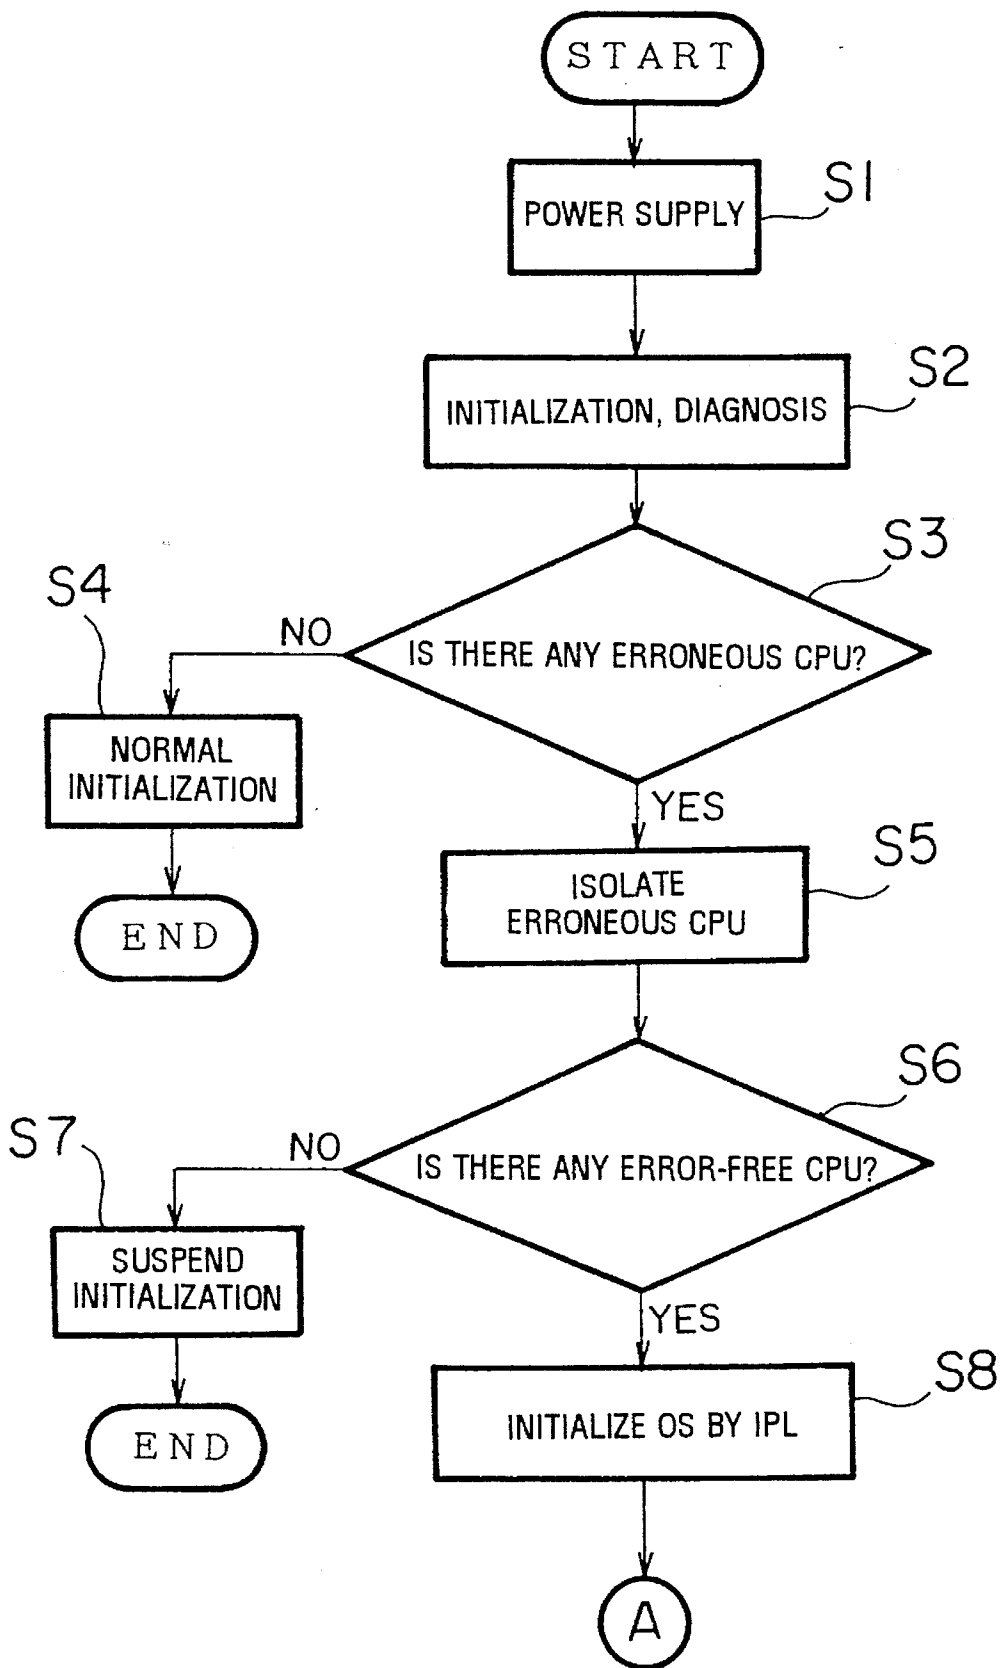 START
POWER SUPPLY
S1
INITIALIZATION, DIAGNOSIS
S2
S3
IS THERE ANY ERRONEOUS CPU?
NO
S4
NORMAL
INITIALIZATION
END
YES
ISOLATE
ERRONEOUS CPU
S5
S6
IS THERE ANY ERROR-FREE CPU?
NO
S7
SUSPEND
INITIALIZATION
END
YES
INITIALIZE OS BY IPL
S8
A